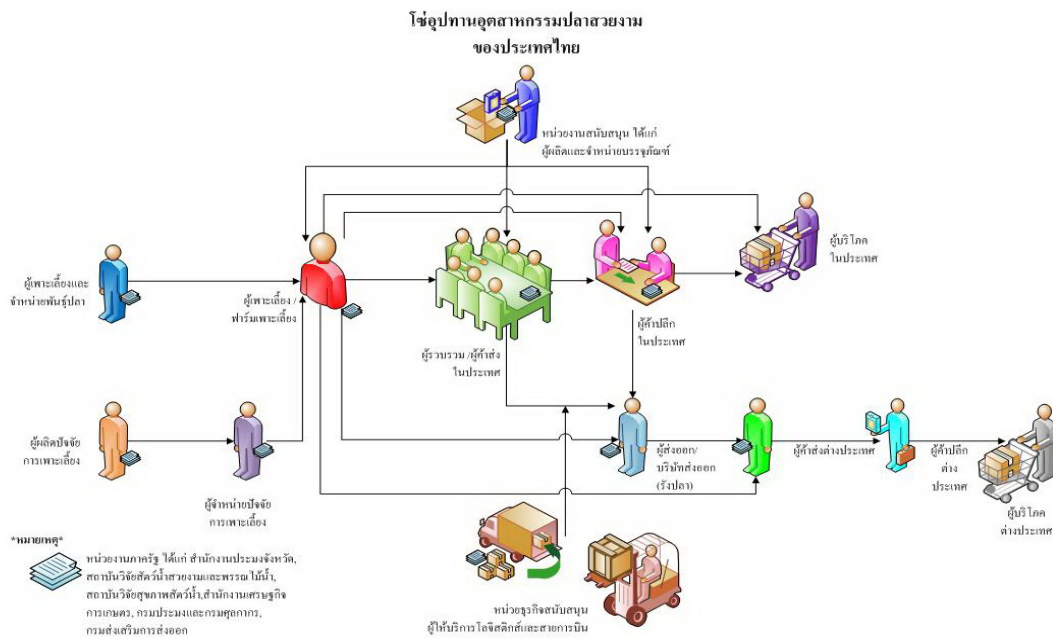 โซ่อุปทานอุตสาหกรรมปลาสวยงาม
ของประเทศไทย
หน่วยงานสนับสนุน ได้แก่
ผู้ผลิตและจำหน่ายบรรจุภัณฑ์
ผู้บริโภค
ในประเทศ
ผู้เพาะเลี้ยงและ
จำหน่ายพันธุ์ปลา
ผู้เพาะเลี้ยง /
ฟาร์มเพาะเลี้ยง
ผู้รวบรวม /ผู้ค้าส่ง
ในประเทศ
ผู้ค้าปลีก
ในประเทศ
ผู้ผลิตปัจจัย
การเพาะเลี้ยง
ผู้จำหน่ายปัจจัย
การเพาะเลี้ยง
ผู้ส่งออก/
บริษัทส่งออก
(รังปลา)
ผู้ค้าส่งต่างประเทศ
ผู้ค้าปลีก
ต่าง
ประเทศ
ผู้บริโภค
ต่างประเทศ
*หมายเหตุ*
หน่วยงานภาครัฐ ได้แก่ สำนักงานประมงจังหวัด,
สถาบันวิจัยสัตว์น้ำสวยงามและพรรณไม้น้ำ,
สถาบันวิจัยสุขภาพสัตว์น้ำ,สำนักงานเศรษฐกิจ
การเกษตร, กรมประมงและกรมศุลกากร,
กรมส่งเสริมการส่งออก
หน่วยธุรกิจสนับสนุน
ผู้ให้บริการโลจิสติกส์และสายการบิน